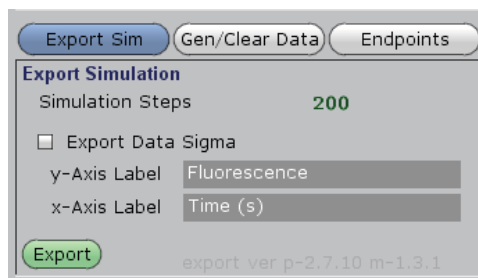 Export Sim Gen/Clear Data Endpoints
Export Simulation
Simulation Steps 200
Export Data Sigma
y-Axis Label Fluorescence
x-Axis Label Time (s)
Export export ver p-2.7.10 m-1.3.1